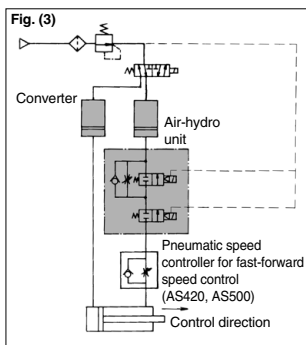 Fig. (3)
Converter
Air-hydro
unit
Pneumatic speed
controller for fast-forward
speed control
(AS420, AS500)
Control direction